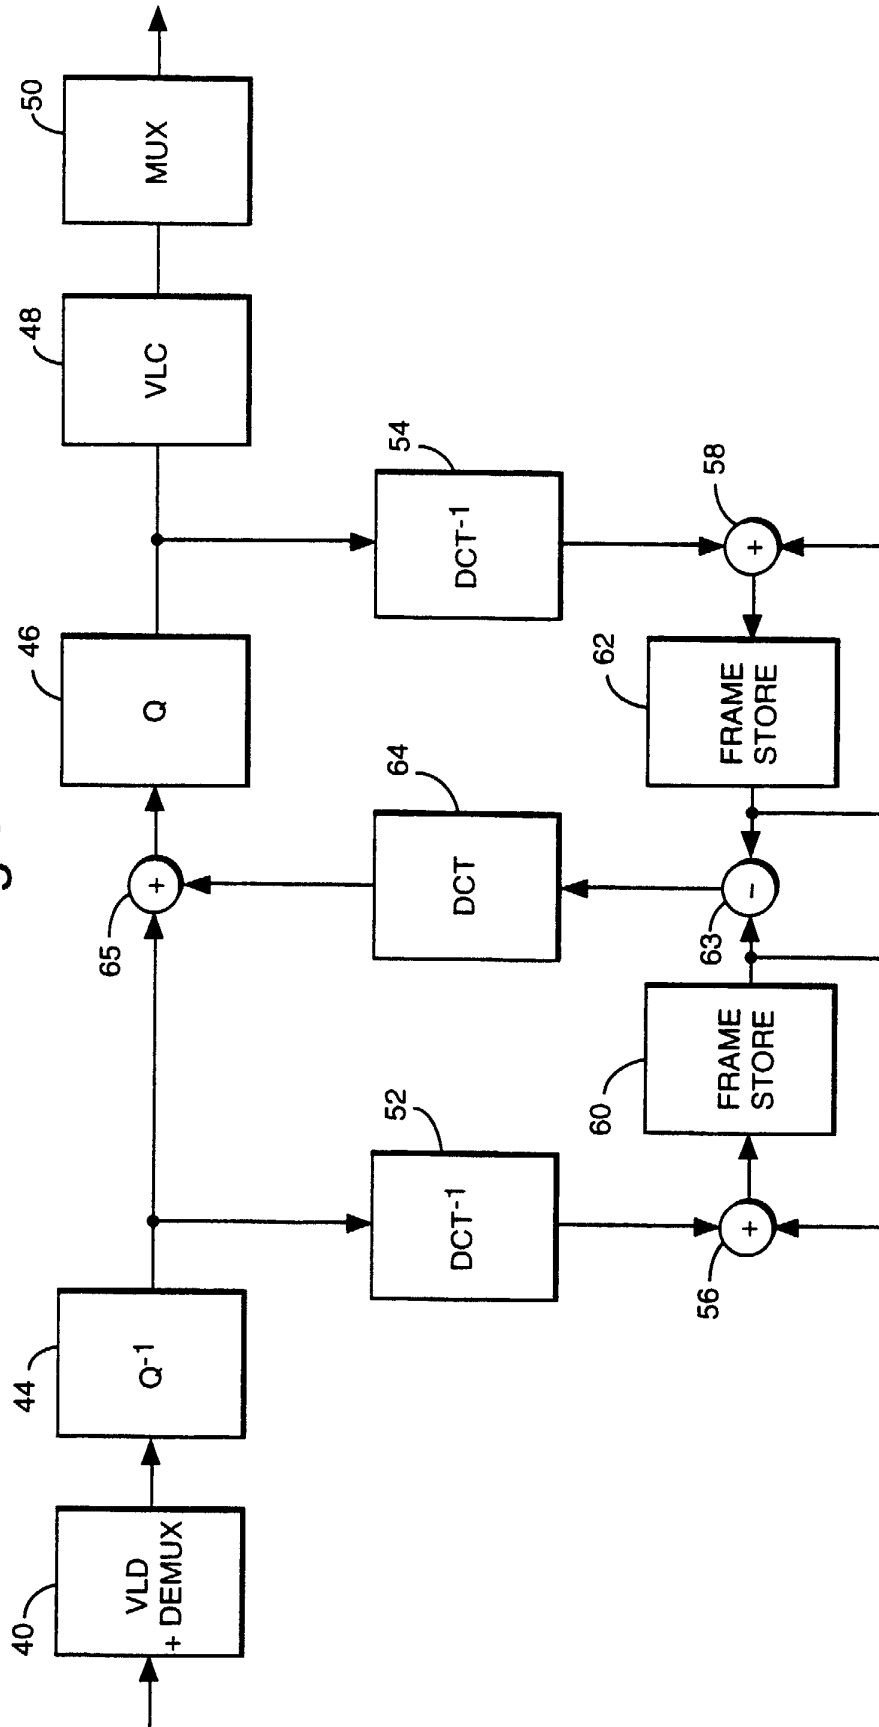 40
VLD
+ DEMUX
44
Q-1
65
+
46
Q
48
VLC
50
MUX
52
DCT-1
64
DCT
54
DCT-1
56
+
60
FRAME
STORE
63
-
62
FRAME
STORE
58
+